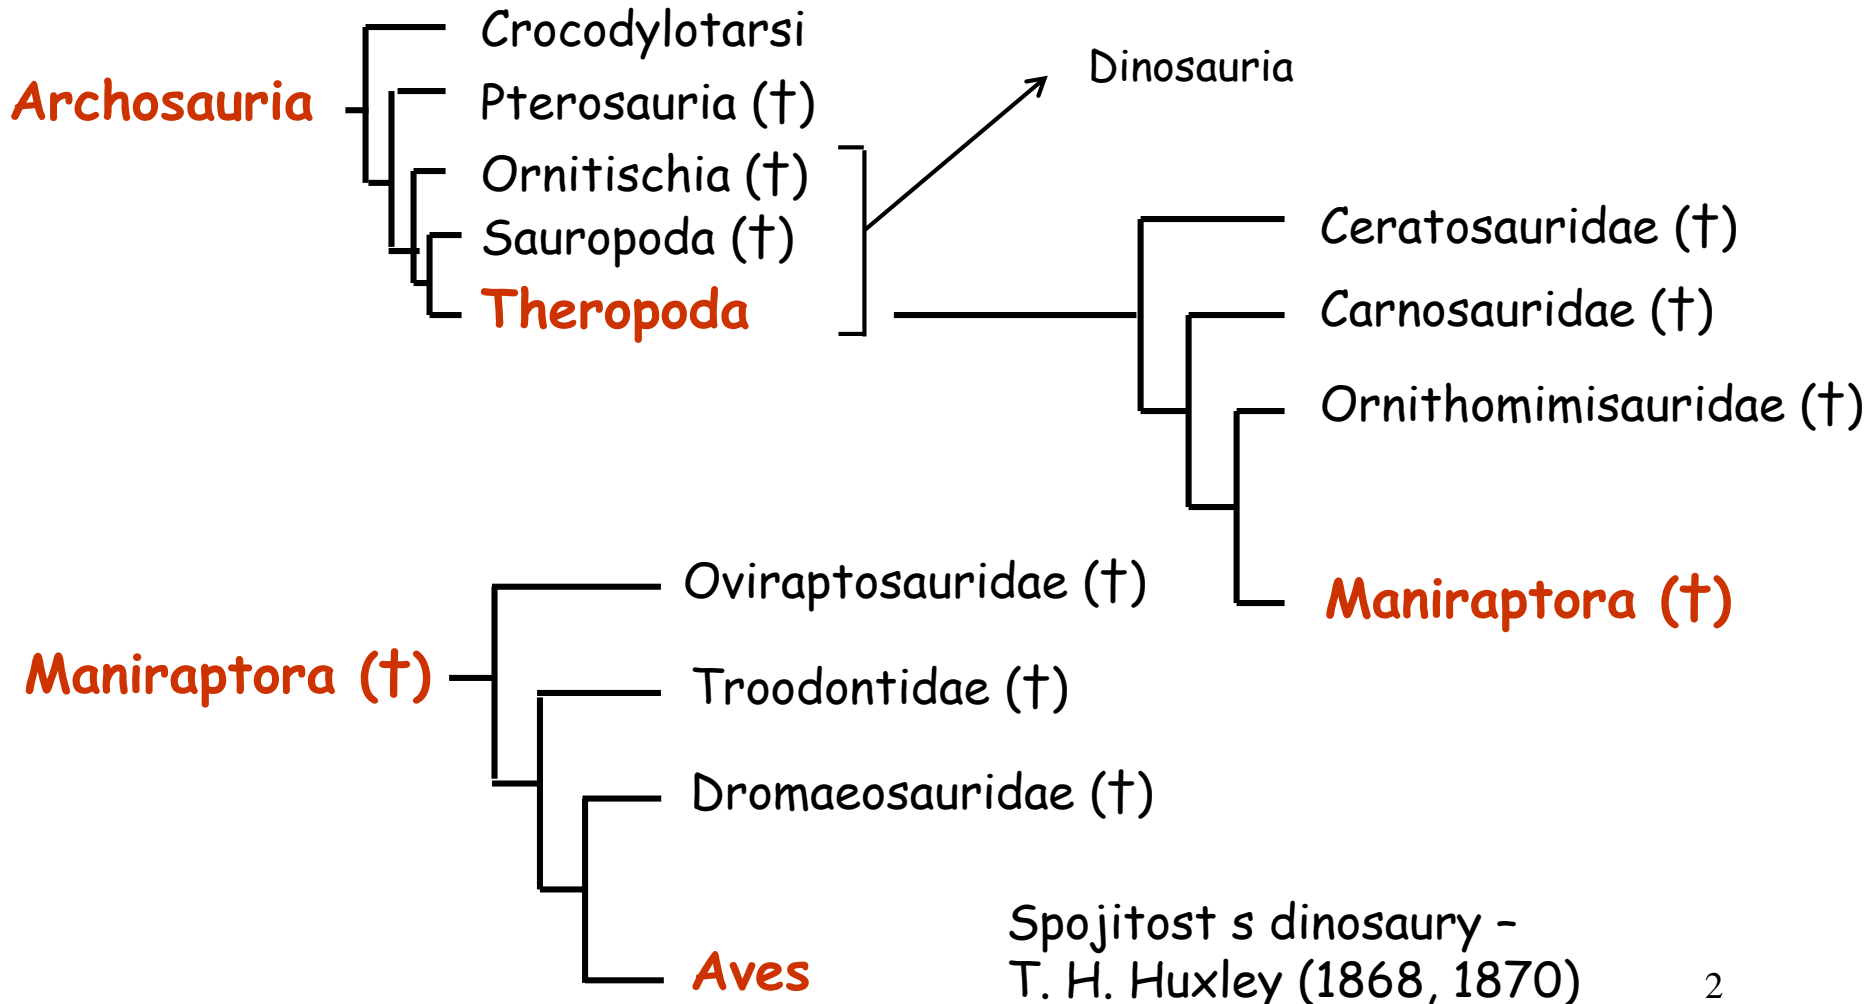 Crocodylotarsi
Archosauria
Pterosauria (†)
Ornitischia (†)
Sauropoda (†)
Theropoda
Dinosauria
Ceratosauridae (†)
Carnosauridae (†)
Ornithomimisauridae (†)
Maniraptora (†)
Oviraptosauridae (†)
Maniraptora (†)
Troodontidae (†)
Dromaeosauridae (†)
Aves
Spojitost s dinosaury –
T. H. Huxley (1868, 1870)
2